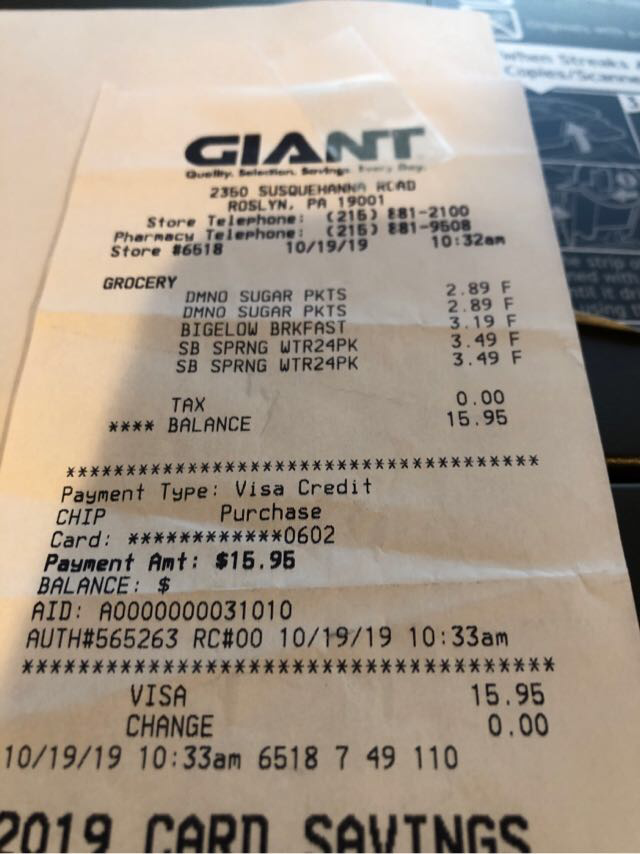 GIANT
Quality. Selection. Savings. Every Day.
2350 SUSQUEHANNA ROAD
ROSLYN, PA 19001
Store Telephone: (215) 881-2100
Pharmacy Telephone: (215) 881-9508
Store #6518 10/19/19 10:32am
GROCERY
DMNO SUGAR PKTS 2.89 F
DMNO SUGAR PKTS 2.89 F
BIGELOW BRKFAST 3.19 F
SB SPRNG WTR24PK 3.49 F
SB SPRNG WTR24PK 3.49 F
TAX 0.00
**** BALANCE 15.95
***************************************
Payment Type: Visa Credit
CHIP Purchase
Card: ************0602
Payment Amt: $15.95
BALANCE: $
AID: A0000000031010
AUTH#565263 RC#00 10/19/19 10:33am
***************************************
VISA 15.95
CHANGE 0.00
10/19/19 10:33am 6518 7 49 110
2019 CARD SAVINGS
When Streaks
Copies/Scann